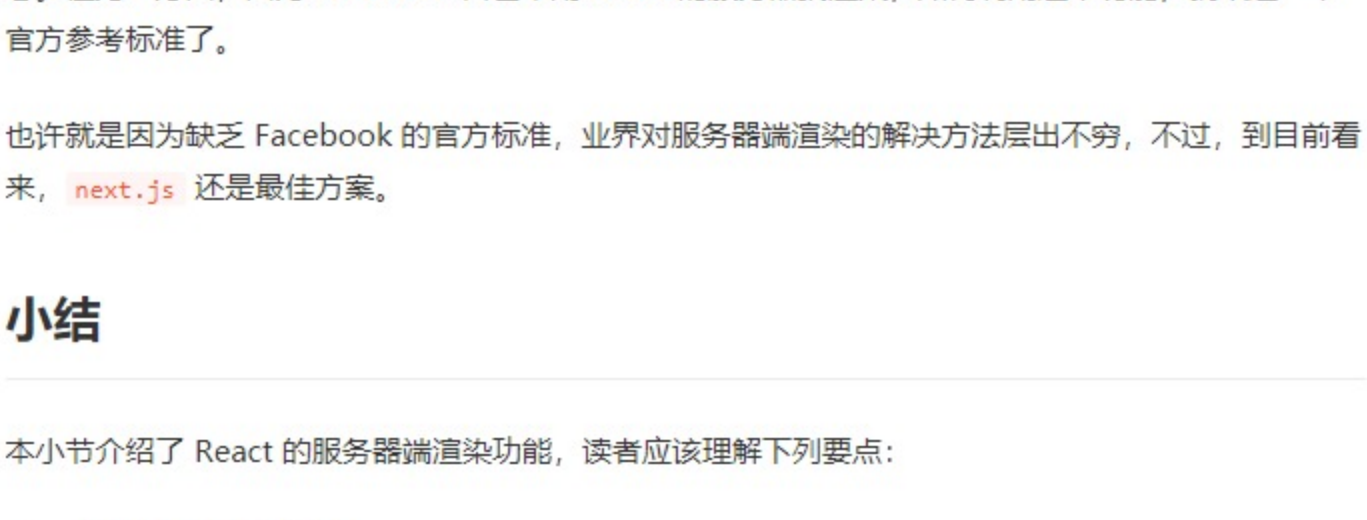 官方参考标准了。
也许就是因为缺乏 Facebook 的官方标准，业界对服务器端渲染的解决方法层出不穷，不过，到目前看
来， next.js 还是最佳方案。
小结
本小节介绍了 React 的服务器端渲染功能，读者应该理解下列要点：